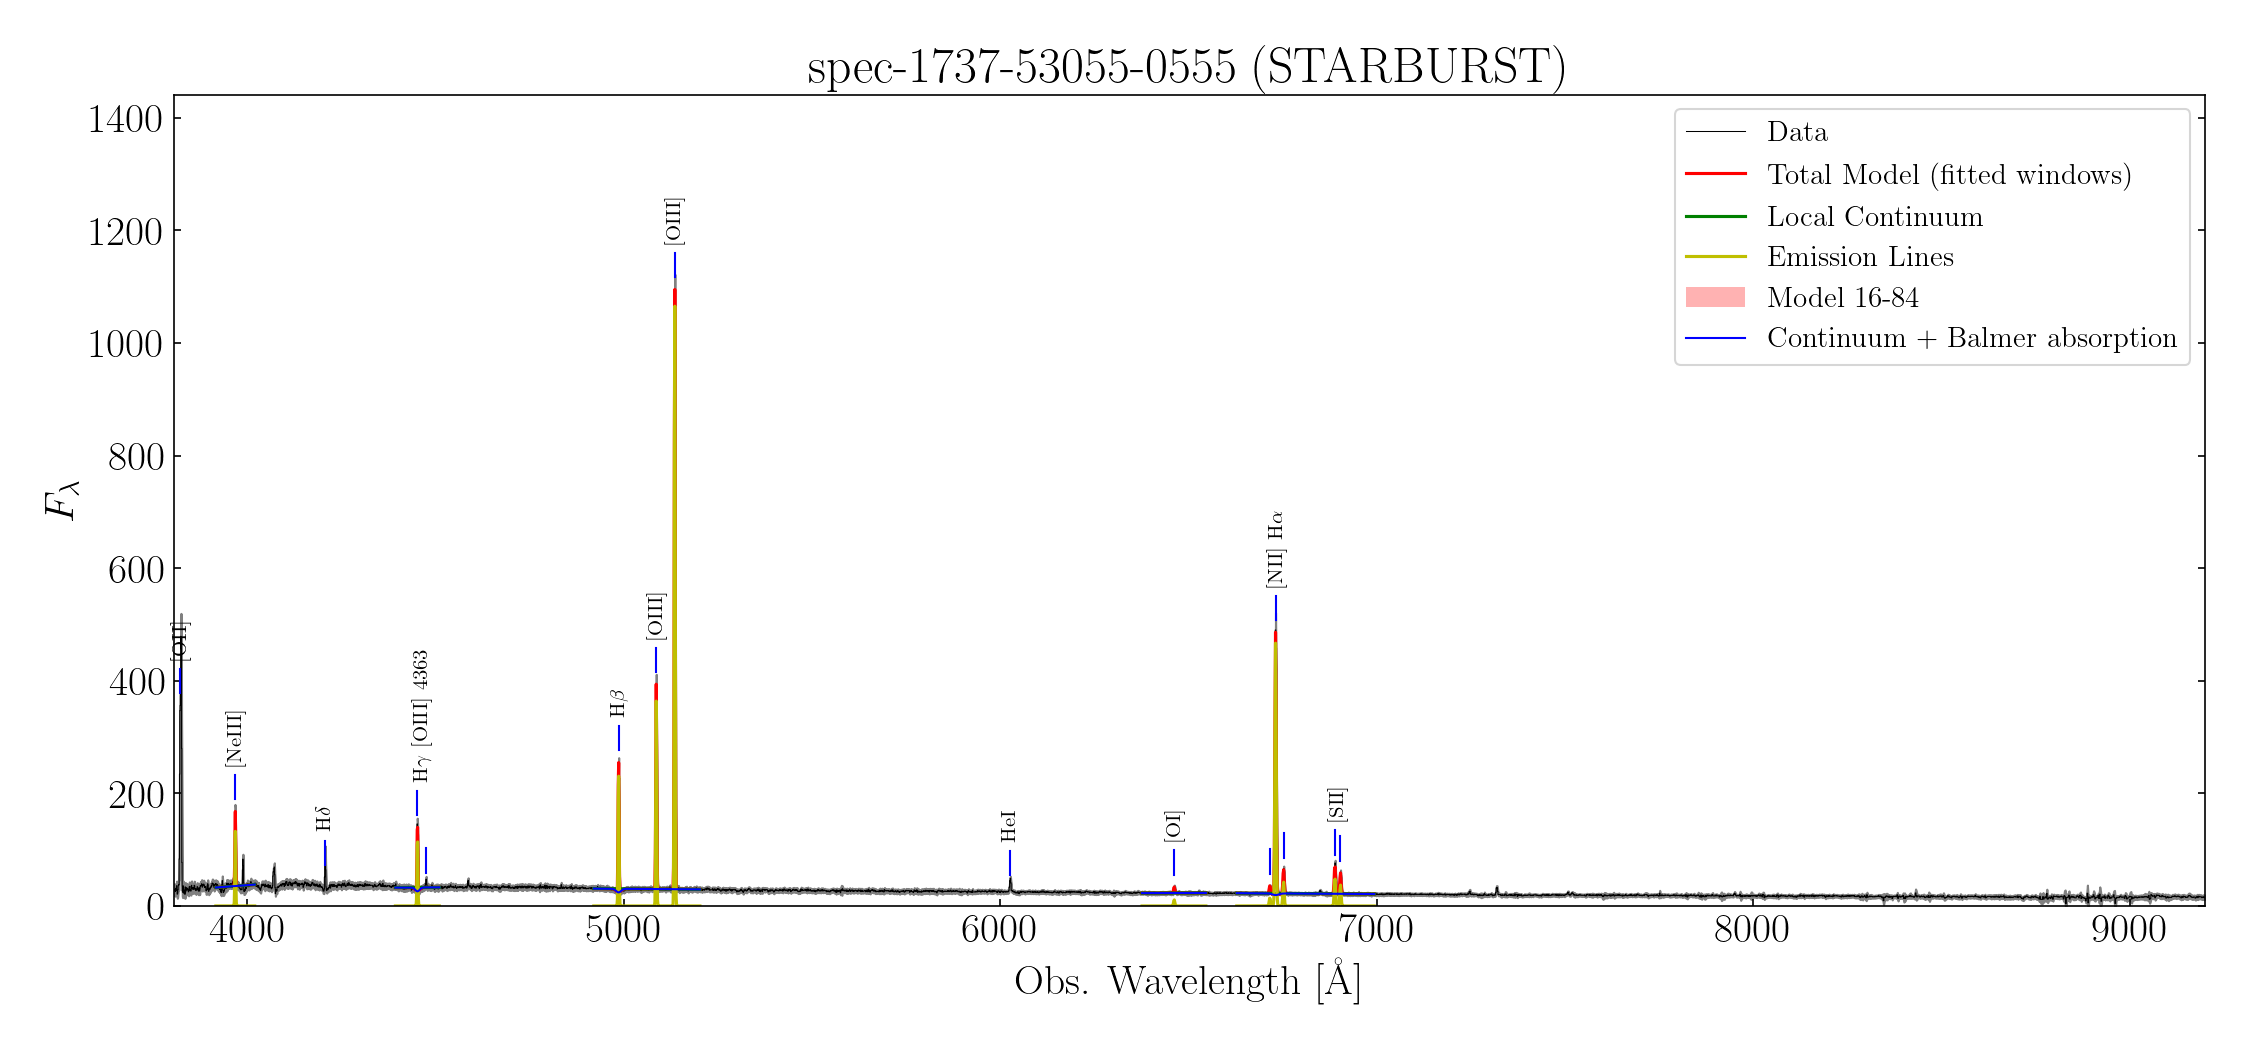 spec-1737-53055-0555 (STARBURST)
1400
1200
1000
800
600
400
200
0
F_λ
Data
Total Model (fitted windows)
Local Continuum
Emission Lines
Model 16-84
Continuum + Balmer absorption
[OII]
[NeIII]
Hδ
Hγ [OIII] 4363
Hβ
[OIII]
[OIII]
HeI
[OI]
[NII] Hα
[SII]
4000
5000
6000
7000
8000
9000
Obs. Wavelength [Å]